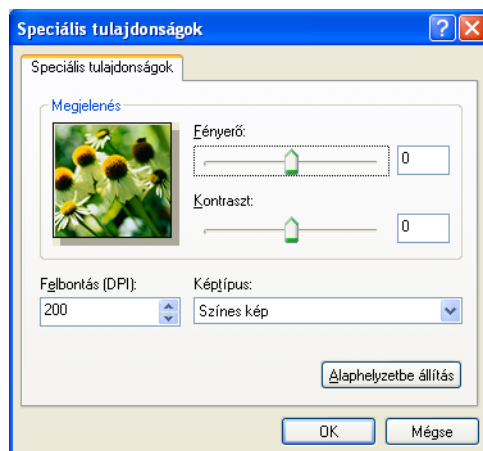 Speciális tulajdonságok
Speciális tulajdonságok
Megjelenés
Fényerő:
0
Kontraszt:
0
Felbontás (DPI):
Képtípus:
200
Színes kép
Alaphelyzetbe állítás
OK
Mégse